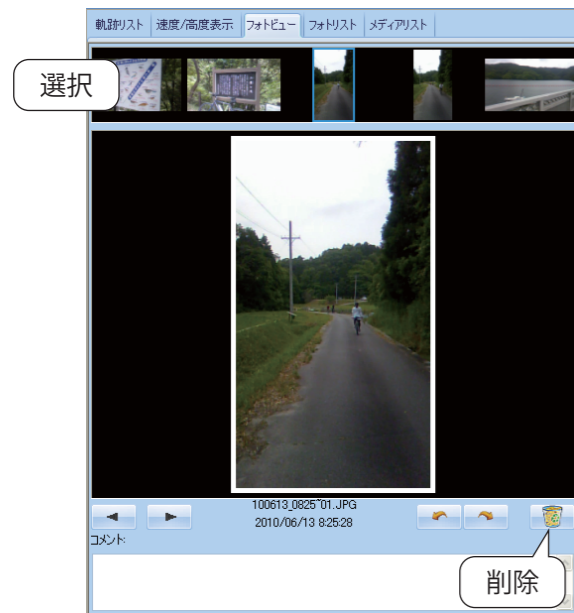 軌跡リスト 速度/高度表示 フォトビュー フォトリスト メディアリスト
選択
100613_0825~01.JPG
2010/06/13 8:25:28
コメント:
削除